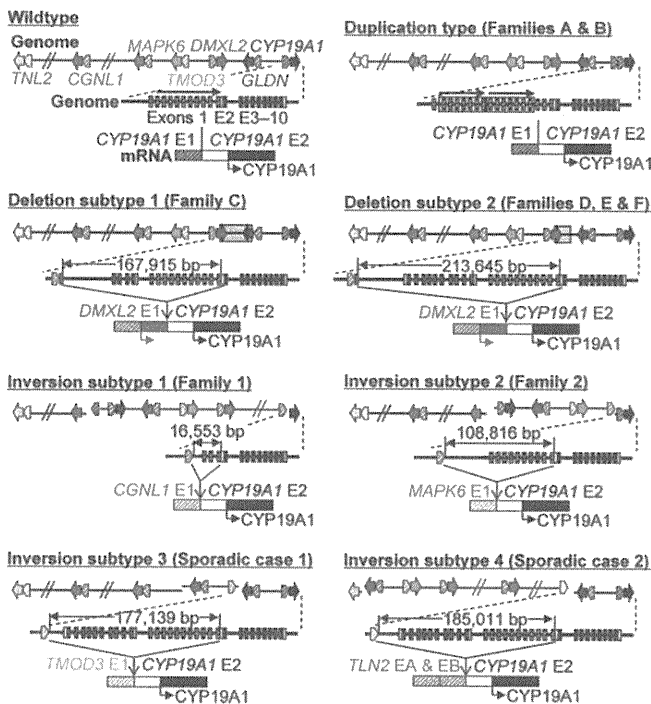 Wildtype
Genome
MAPK6 DMXL2 CYP19A1
TNL2 CGNL1 TMOD3 GLDN
Genome
Exons 1 E2 E3–10
CYP19A1 E1 CYP19A1 E2
mRNA
CYP19A1
Duplication type (Families A & B)
CYP19A1 E1 CYP19A1 E2
CYP19A1
Deletion subtype 1 (Family C)
167,915 bp
DMXL2 E1 CYP19A1 E2
CYP19A1
Deletion subtype 2 (Families D, E & F)
213,645 bp
DMXL2 E1 CYP19A1 E2
CYP19A1
Inversion subtype 1 (Family 1)
16,553 bp
CGNL1 E1 CYP19A1 E2
CYP19A1
Inversion subtype 2 (Family 2)
108,816 bp
MAPK6 E1 CYP19A1 E2
CYP19A1
Inversion subtype 3 (Sporadic case 1)
177,139 bp
TMOD3 E1 CYP19A1 E2
CYP19A1
Inversion subtype 4 (Sporadic case 2)
185,011 bp
TLN2 EA & EB CYP19A1 E2
CYP19A1